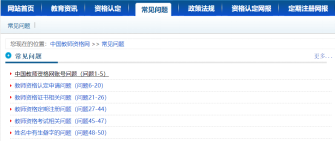 网站首页 教育资讯 资格认定 常见问题 政策法规 资格认定网报 定期注册网报
常见问题
您现在的位置：中国教师资格网 >> 常见问题
常见问题 更多...
中国教师资格网账号问题（问题1-5）
教师资格认定申请问题（问题6-20）
教师资格证书相关问题（问题21-26）
教师资格定期注册问题（问题27-44）
教师资格考试相关问题（问题45-47）
姓名中有生僻字的问题（问题48-50）